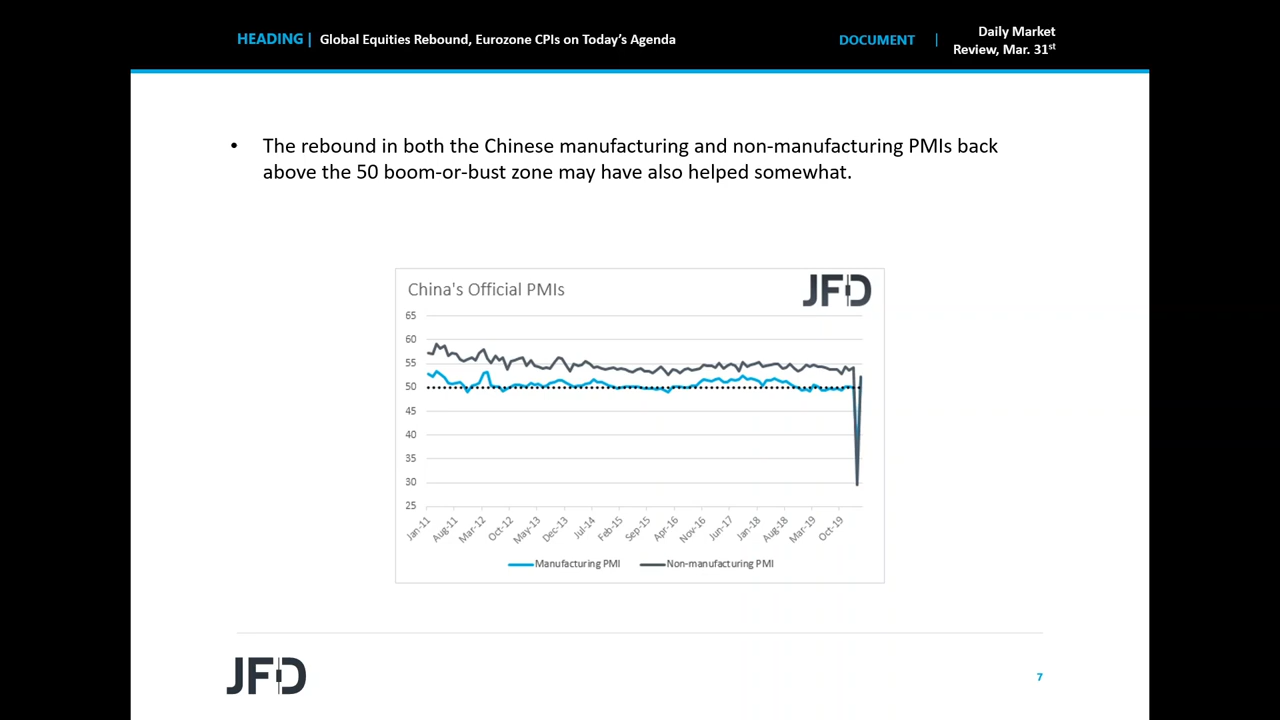 HEADING | Global Equities Rebound, Eurozone CPIs on Today's Agenda
DOCUMENT | Daily Market
Review, Mar. 31st
• The rebound in both the Chinese manufacturing and non-manufacturing PMIs back
above the 50 boom-or-bust zone may have also helped somewhat.
China's Official PMIs
JFD
65
60
55
50
45
40
35
30
25
Jan-11 Aug-11 Mar-12 Oct-12 May-13 Dec-13 Jul-14 Feb-15 Sep-15 Apr-16 Nov-16 Jun-17 Jan-18 Aug-18 Mar-19 Oct-19
Manufacturing PMI Non-manufacturing PMI
JFD
7